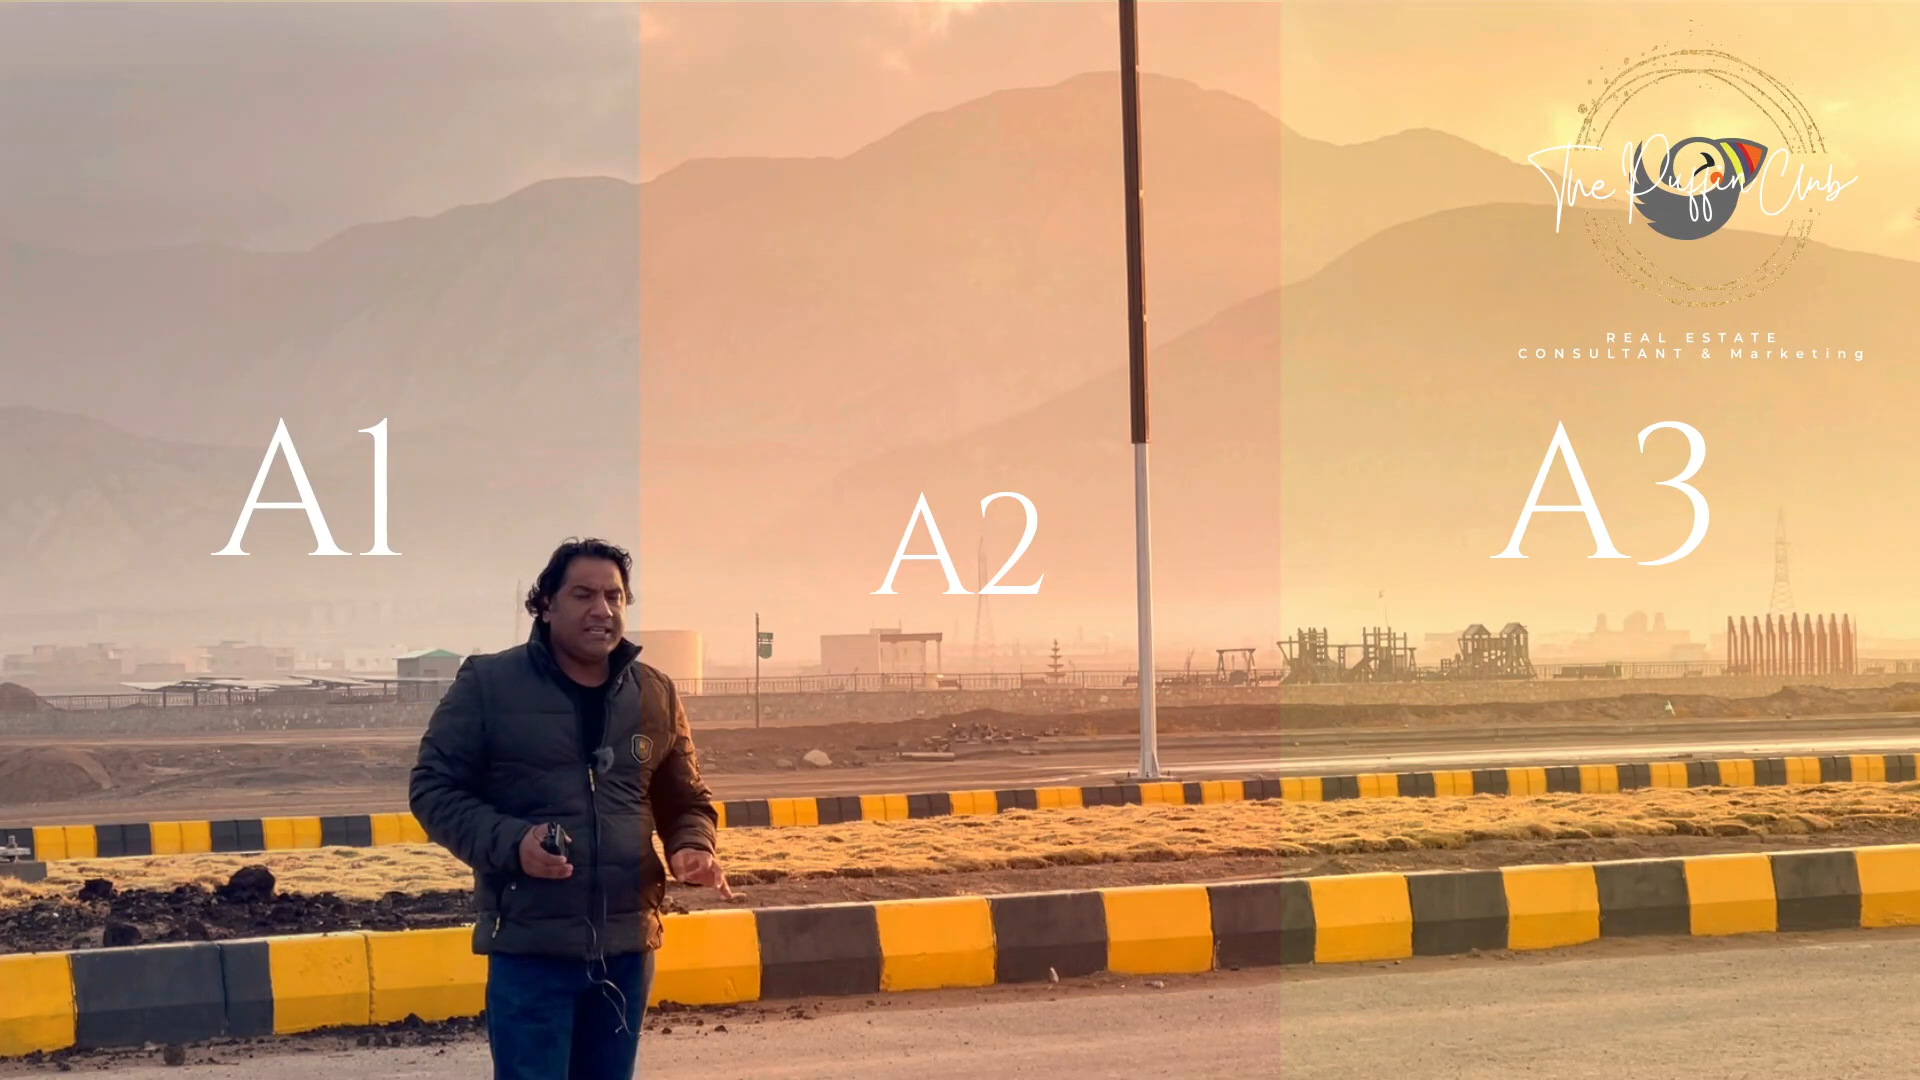 The Puffin Club
REAL ESTATE
CONSULTANT & Marketing
A1
A2
A3